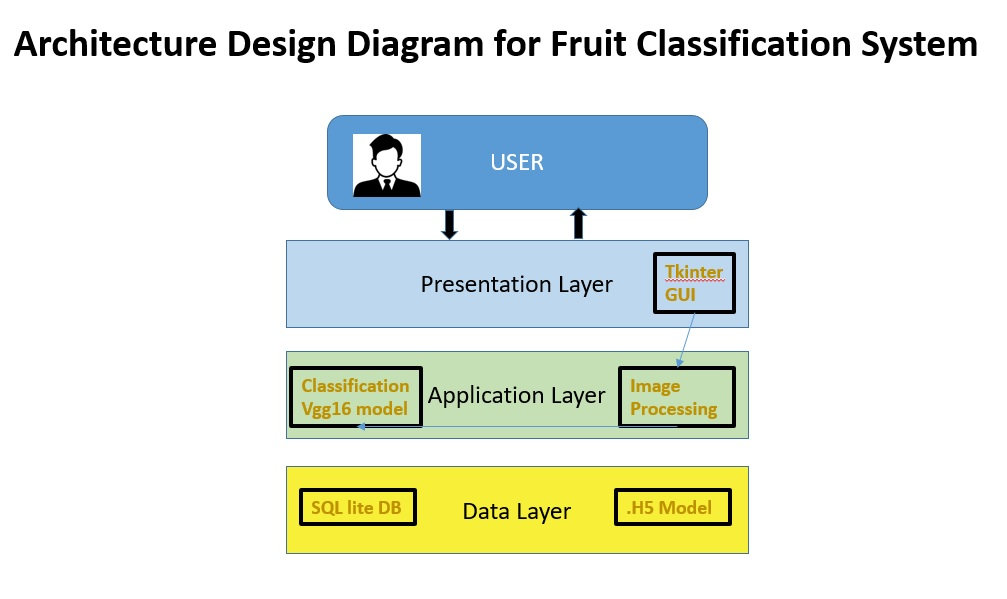 Architecture Design Diagram for Fruit Classification System
USER
Presentation Layer
Tkinter
GUI
Classification
Vgg16 model
Application Layer
Image
Processing
SQL lite DB
Data Layer
.H5 Model